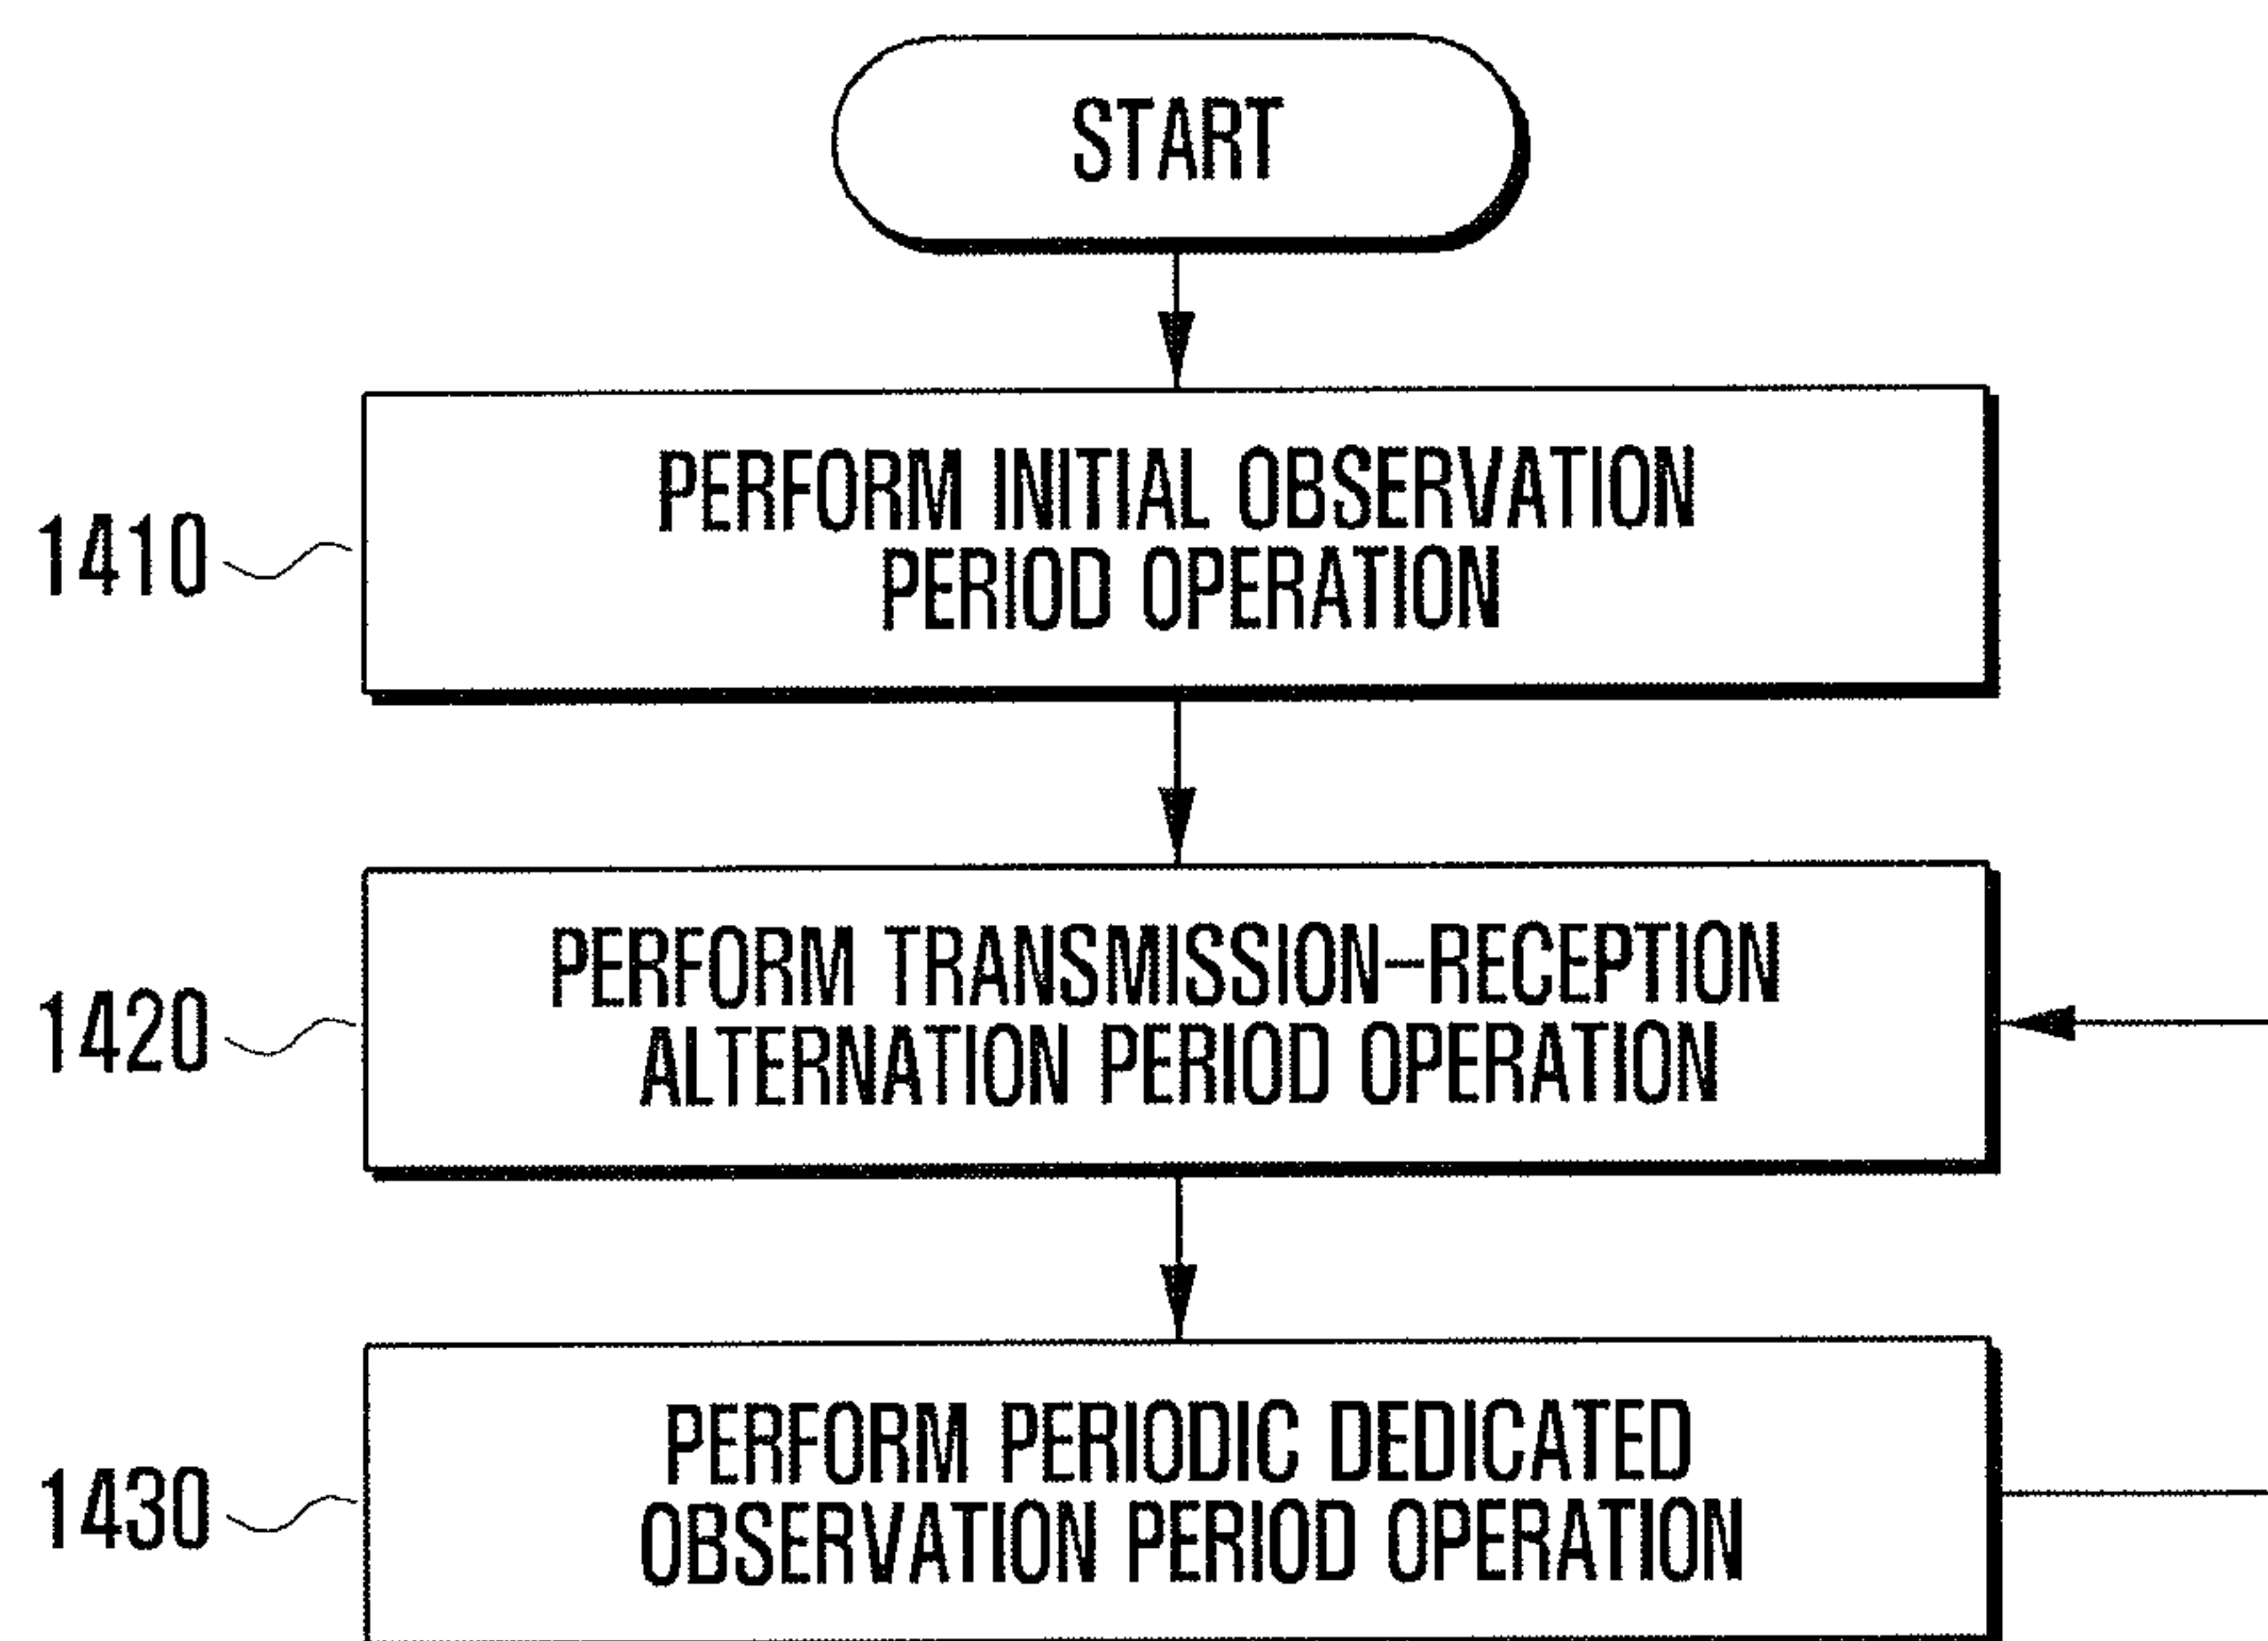 START
PERFORM INITIAL OBSERVATION
PERIOD OPERATION
1410
PERFORM TRANSMISSION-RECEPTION
ALTERNATION PERIOD OPERATION
1420
PERFORM PERIODIC DEDICATED
OBSERVATION PERIOD OPERATION
1430